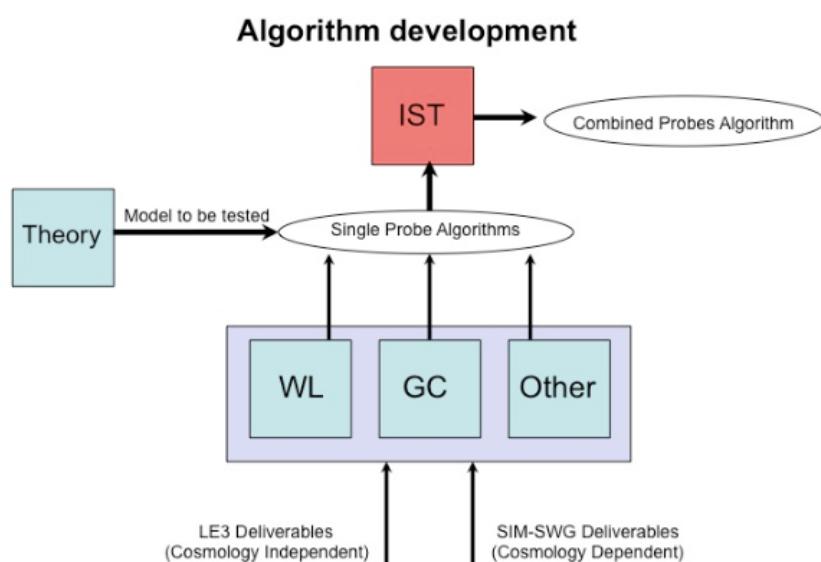 Algorithm development
IST
Combined Probes Algorithm
Model to be tested
Theory
Single Probe Algorithms
WL
GC
Other
LE3 Deliverables
(Cosmology Independent)
SIM-SWG Deliverables
(Cosmology Dependent)